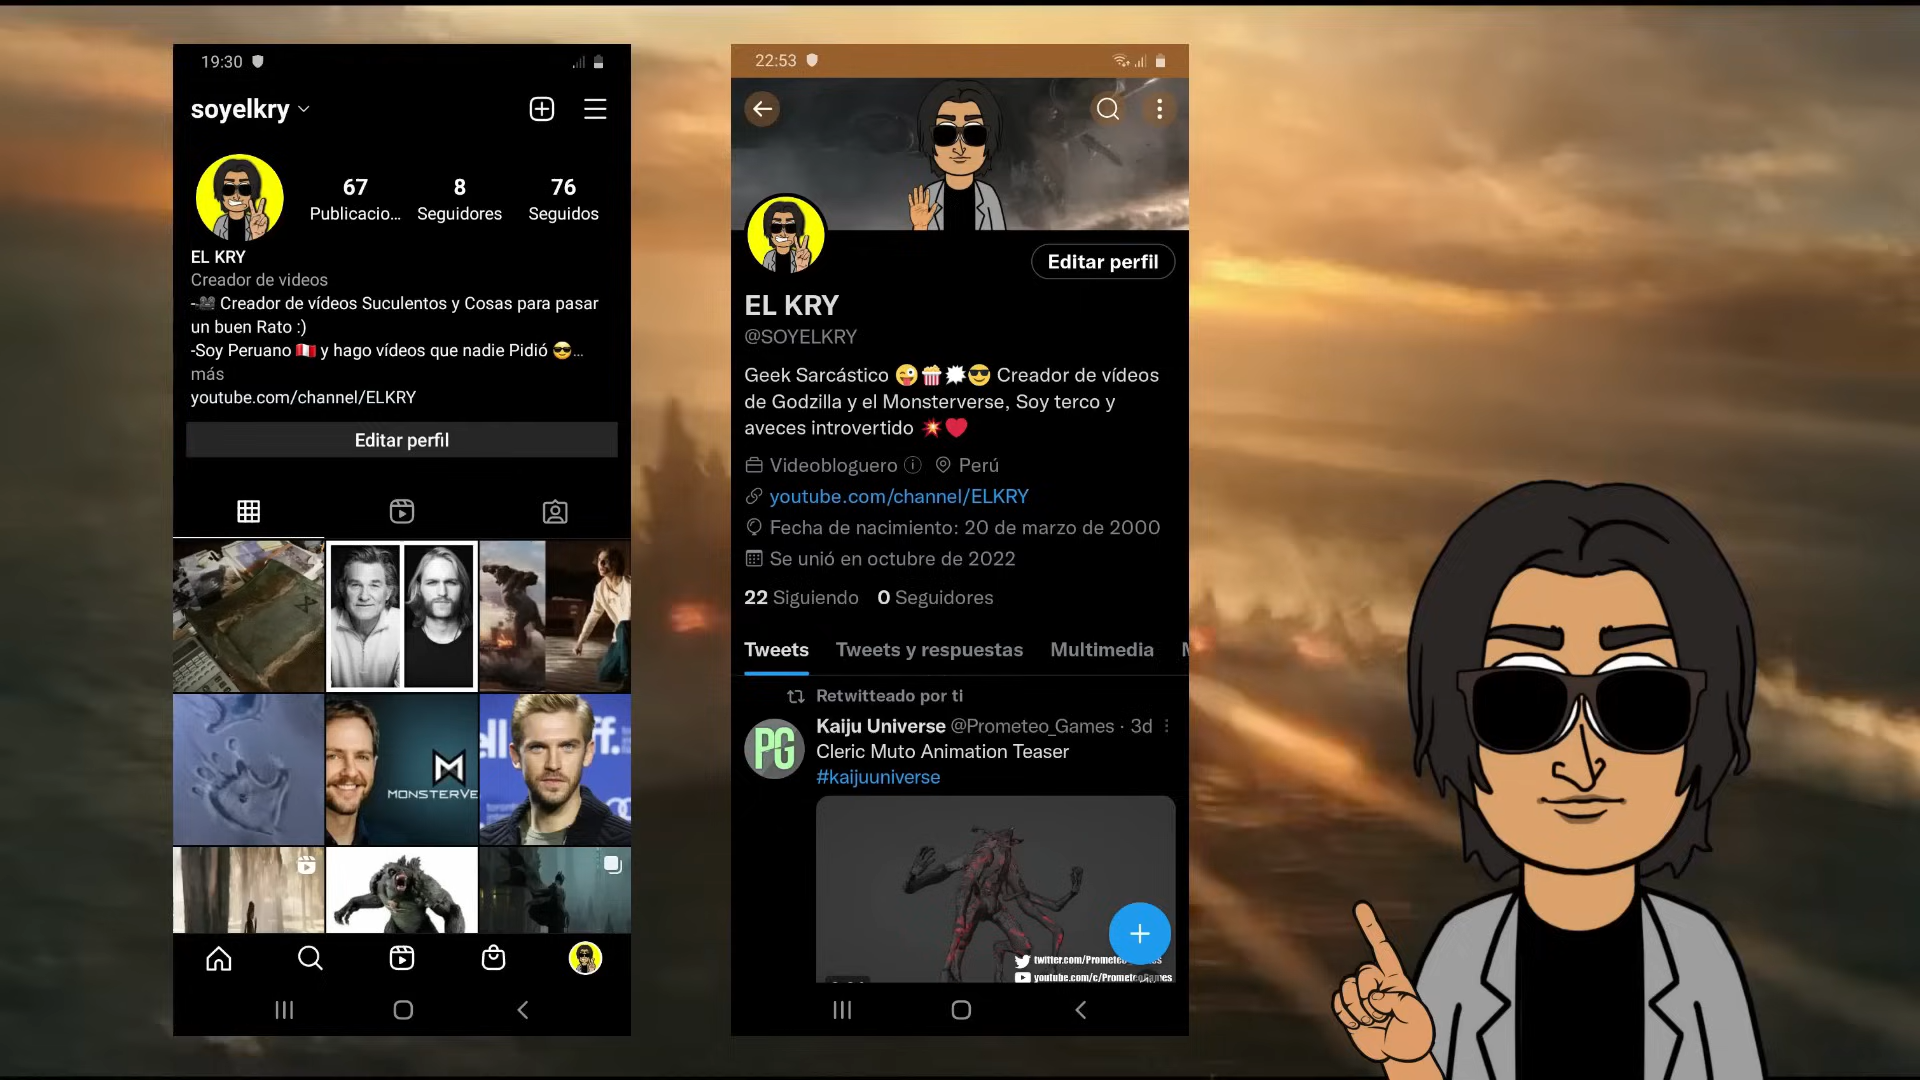 19:30
soyelkry
67
8
76
Publicacio...
Seguidores
Seguidos
EL KRY
Creador de videos
-🎥 Creador de vídeos Suculentos y Cosas para pasar
un buen Rato :)
-Soy Peruano 🇵🇪 y hago vídeos que nadie Pidió 😎...
más
youtube.com/channel/ELKRY
Editar perfil
MONSTERVE
22:53
Editar perfil
EL KRY
@SOYELKRY
Geek Sarcástico 😜🍿🗯😎 Creador de vídeos
de Godzilla y el Monsterverse, Soy terco y
aveces introvertido 💥❤️
Videobloguero Perú
youtube.com/channel/ELKRY
Fecha de nacimiento: 20 de marzo de 2000
Se unió en octubre de 2022
22 Siguiendo 0 Seguidores
Tweets Tweets y respuestas Multimedia
Retwitteado por ti
PG
Kaiju Universe @Prometeo_Games · 3d
Cleric Muto Animation Teaser
#kaijuuniverse
youtube.com/c/PrometeoGames